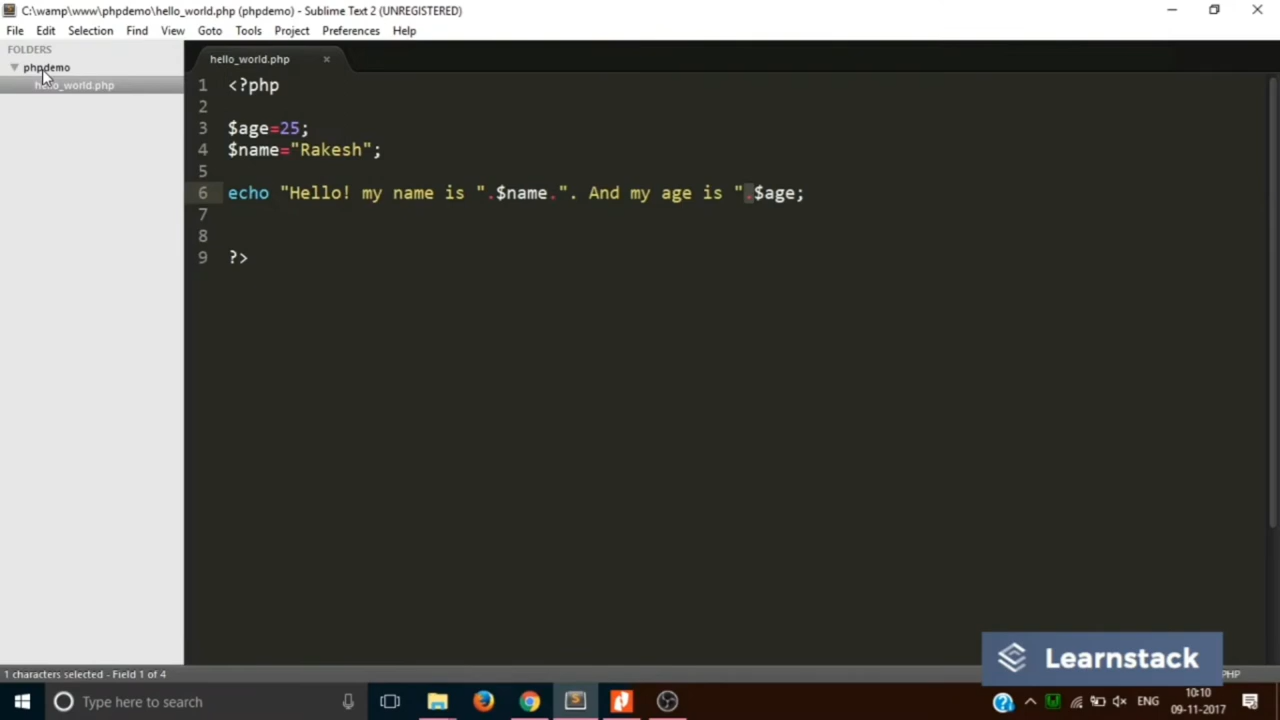 C:\wamp\www\phpdemo\hello_world.php (phpdemo) - Sublime Text 2 (UNREGISTERED)
File Edit Selection Find View Goto Tools Project Preferences Help
FOLDERS
phpdemo
hello_world.php
hello_world.php
1 <?php
2
3 $age=25;
4 $name="Rakesh";
5
6 echo "Hello! my name is ".$name.". And my age is ".$age;
7
8
9 ?>
Learnstack
1 characters selected - Field 1 of 4
PHP
Type here to search
ENG
10:10
09-11-2017